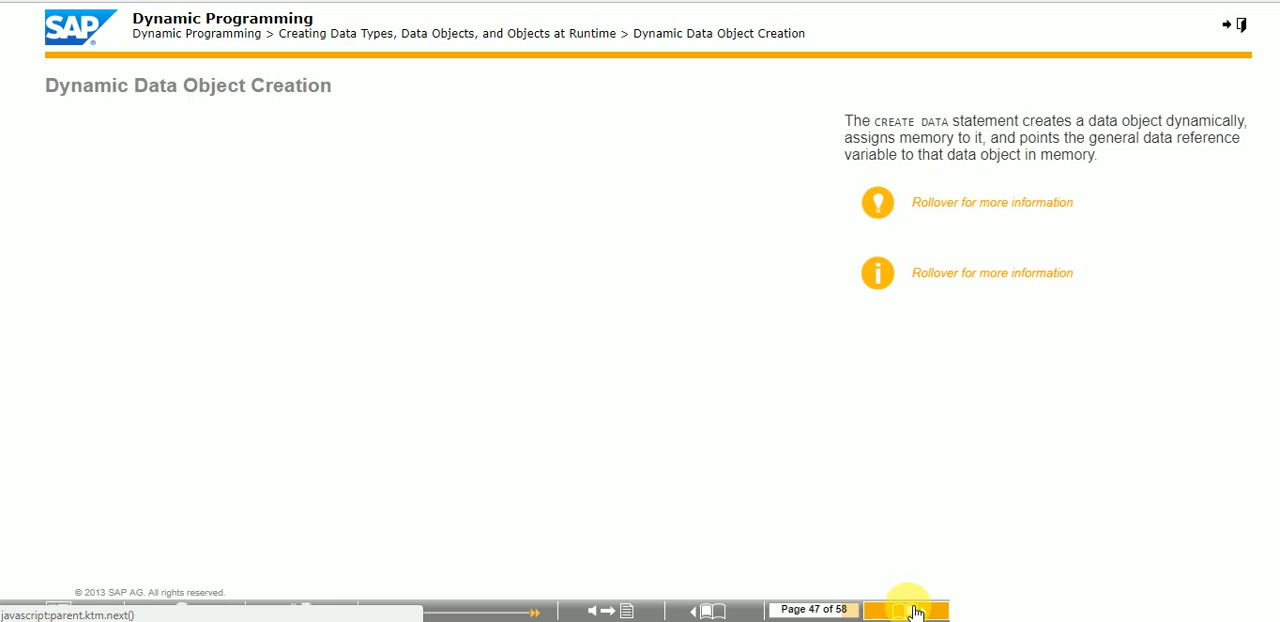 SAP
Dynamic Programming
Dynamic Programming > Creating Data Types, Data Objects, and Objects at Runtime > Dynamic Data Object Creation
Dynamic Data Object Creation
The CREATE DATA statement creates a data object dynamically,
assigns memory to it, and points the general data reference
variable to that data object in memory.
Rollover for more information
Rollover for more information
© 2013 SAP AG. All rights reserved.
javascript:parent.ktm.next()
Page 47 of 58